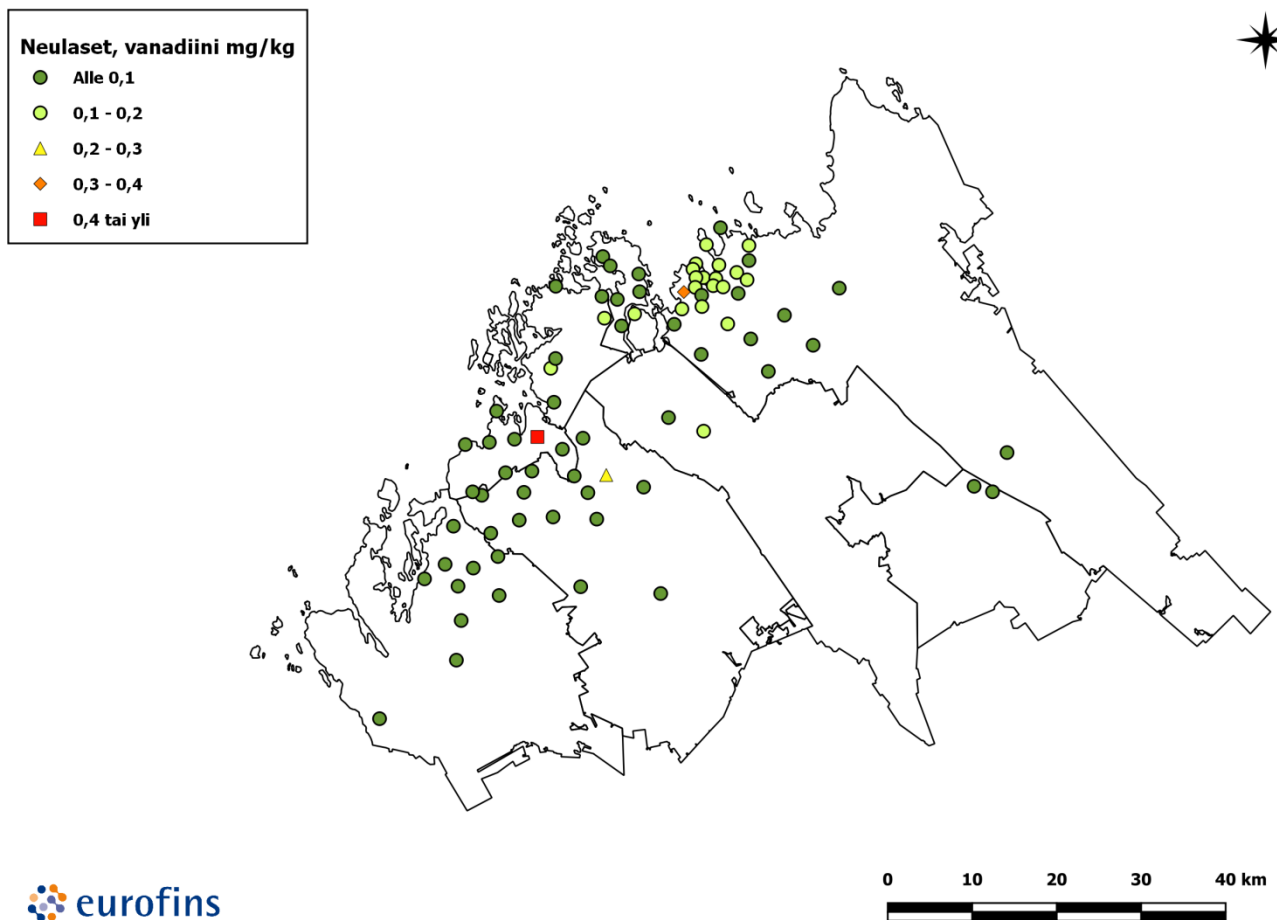 Neulaset, vanadiini mg/kg
Alle 0,1
0,1 - 0,2
0,2 - 0,3
0,3 - 0,4
0,4 tai yli
eurofins
0 10 20 30 40 km